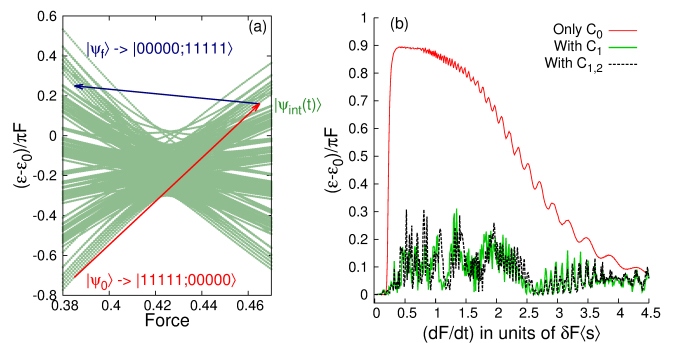 (a)
|ψf⟩ -> |00000;11111⟩
|ψint(t)⟩
|ψ0⟩ -> |11111;00000⟩
(ε-ε0)/πF
0.6
0.4
0.2
0
-0.2
-0.4
-0.6
-0.8
0.38 0.4 0.42 0.44 0.46
Force
(b)
Only C0
With C1
With C1,2
(ε-ε0)/πF
1
0.9
0.8
0.7
0.6
0.5
0.4
0.3
0.2
0.1
0
0 0.5 1 1.5 2 2.5 3 3.5 4 4.5
(dF/dt) in units of δF⟨s⟩